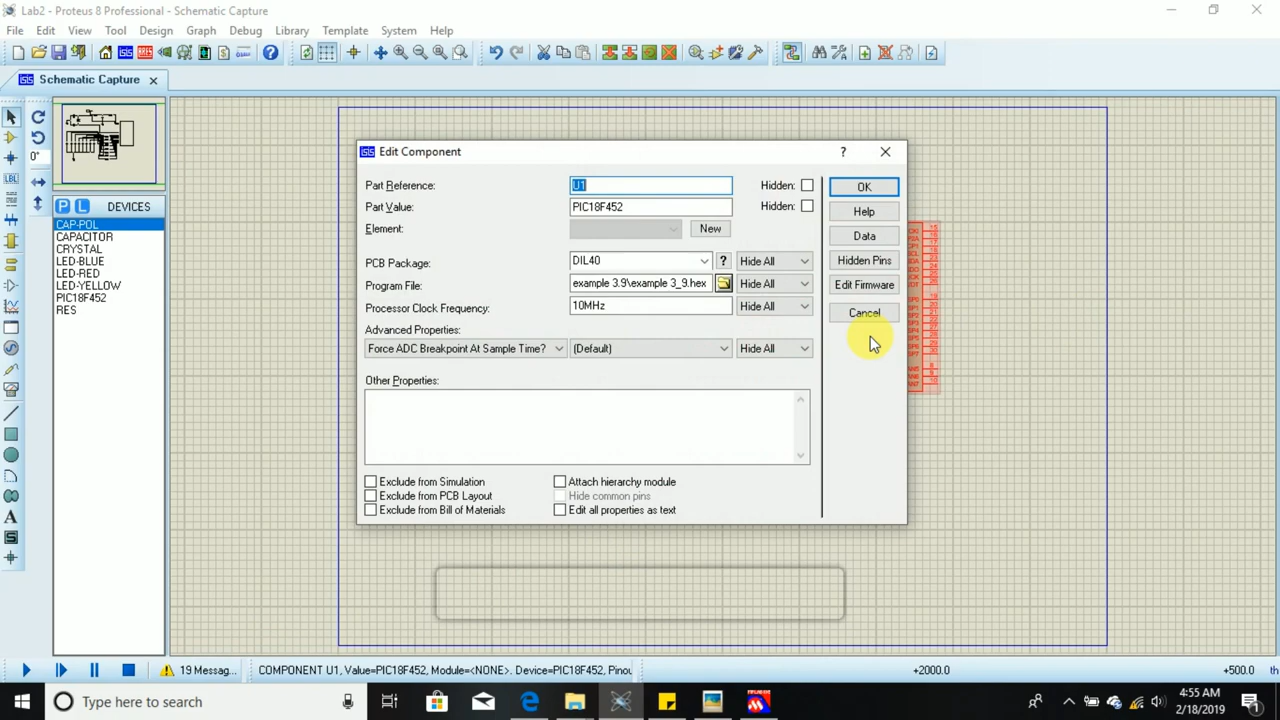 Lab2 - Proteus 8 Professional - Schematic Capture
File Edit View Tool Design Graph Debug Library Template System Help
Schematic Capture
0°
LBL
P L DEVICES
CAP-POL
CAPACITOR
CRYSTAL
LED-BLUE
LED-RED
LED-YELLOW
PIC18F452
RES
Edit Component
Part Reference: U1 Hidden:
Part Value: PIC18F452 Hidden:
Element: New
PCB Package: DIL40 ? Hide All
Program File: example 3.9\example 3_9.hex Hide All
Processor Clock Frequency: 10MHz Hide All
Advanced Properties:
Force ADC Breakpoint At Sample Time? (Default) Hide All
Other Properties:
Exclude from Simulation
Exclude from PCB Layout
Exclude from Bill of Materials
Attach hierarchy module
Hide common pins
Edit all properties as text
OK
Help
Data
Hidden Pins
Edit Firmware
Cancel
19 Messag... COMPONENT U1, Value=PIC18F452, Module=<NONE>. Device=PIC18F452, Pinou +2000.0 +500.0 th
Type here to search
4:55 AM
2/18/2019